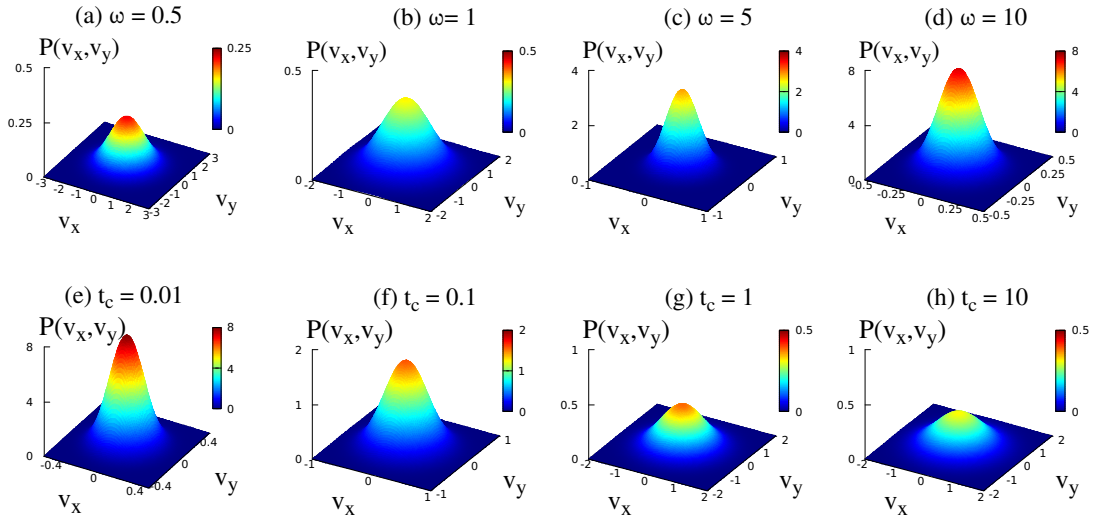 (a) ω = 0.5
(b) ω= 1
(c) ω = 5
(d) ω = 10
P(vx,vy)
0.5
0.25
0
0.25
0
-3 -2 -1 0 1 2 3
-3 -2 -1 0 1 2 3
vx
vy
P(vx,vy)
0.5
0
0.5
0
-2 -1 0 1 2
-2 -1 0 1 2
vx
vy
P(vx,vy)
4
2
0
4
3
2
1
0
-1 0 1
-1 0 1
vx
vy
P(vx,vy)
8
4
0
8
4
0
-0.5 -0.25 0 0.25 0.5
-0.5 -0.25 0 0.25 0.5
vx
vy
(e) tc = 0.01
(f) tc = 0.1
(g) tc = 1
(h) tc = 10
P(vx,vy)
8
4
0
8
4
0
-0.4 0 0.4
-0.4 0 0.4
vx
vy
P(vx,vy)
2
1
0
2
1
0
-1 0 1
-1 0 1
vx
vy
P(vx,vy)
1
0.5
0
0.5
0
-2 -1 0 1 2
-2 -1 0 1 2
vx
vy
P(vx,vy)
1
0.5
0
0.5
0
-2 -1 0 1 2
-2 -1 0 1 2
vx
vy